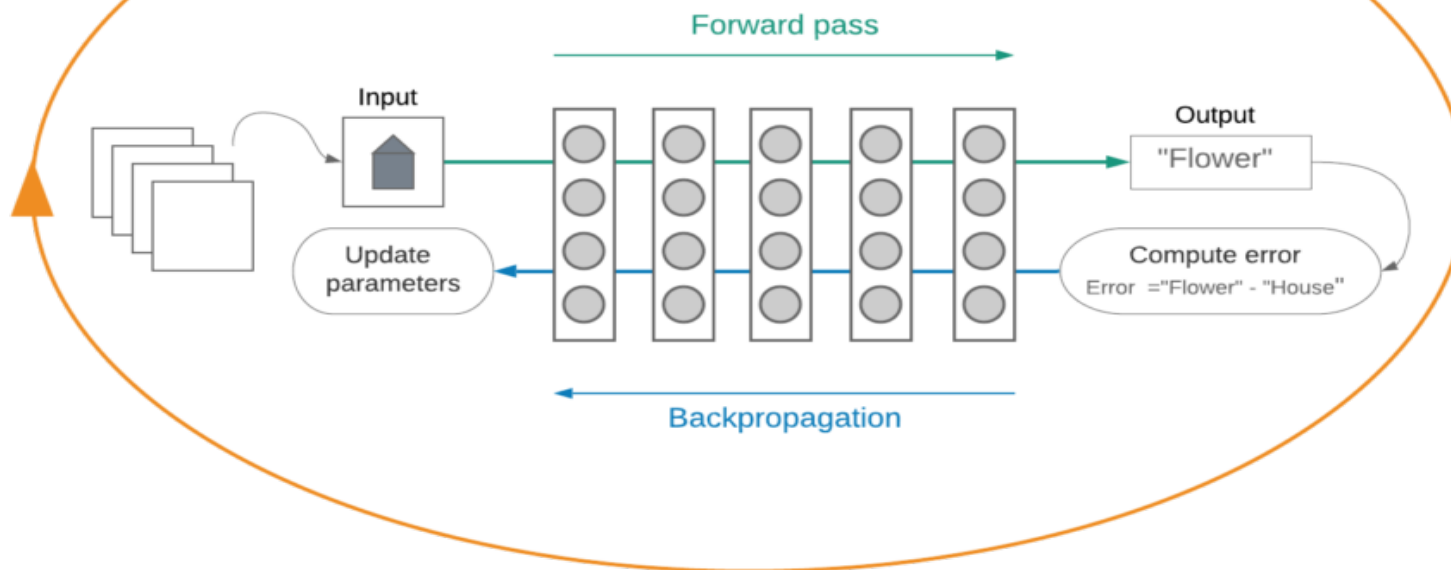 Forward pass
Input
Output
"Flower"
Update
parameters
Compute error
Error ="Flower" - "House"
Backpropagation